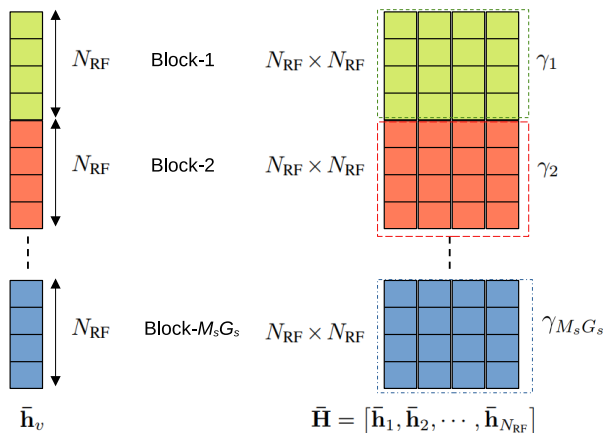 N_RF Block-1 N_RF × N_RF γ_1
N_RF Block-2 N_RF × N_RF γ_2
N_RF Block-M_sG_s N_RF × N_RF γ_{M_sG_s}
h̄_v H̄ = [h̄_1, h̄_2, ⋯ , h̄_{N_RF}]